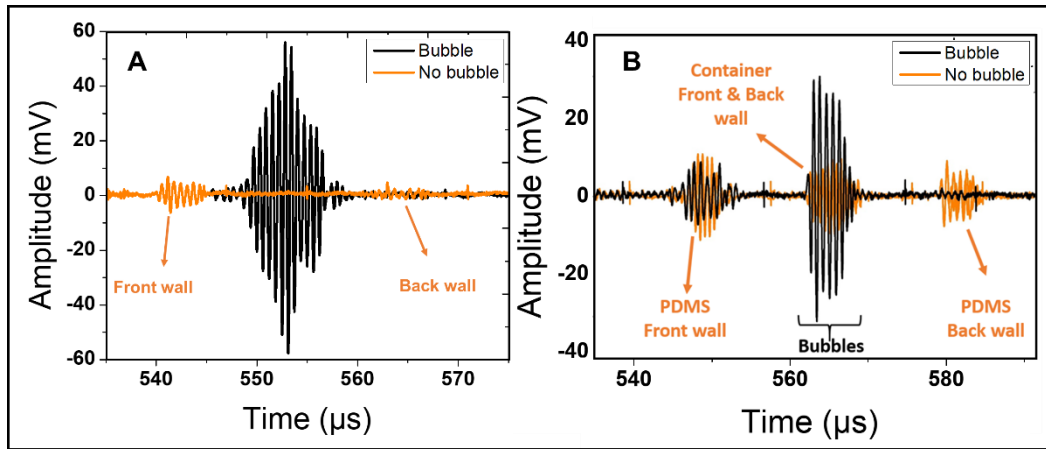 A
Bubble
No bubble
Amplitude (mV)
60
40
20
0
-20
-40
-60
Front wall
Back wall
540
550
560
570
Time (µs)
B
Bubble
No bubble
Amplitude (mV)
40
20
0
-20
-40
Container
Front & Back
wall
PDMS
Front wall
Bubbles
PDMS
Back wall
540
560
580
Time (µs)